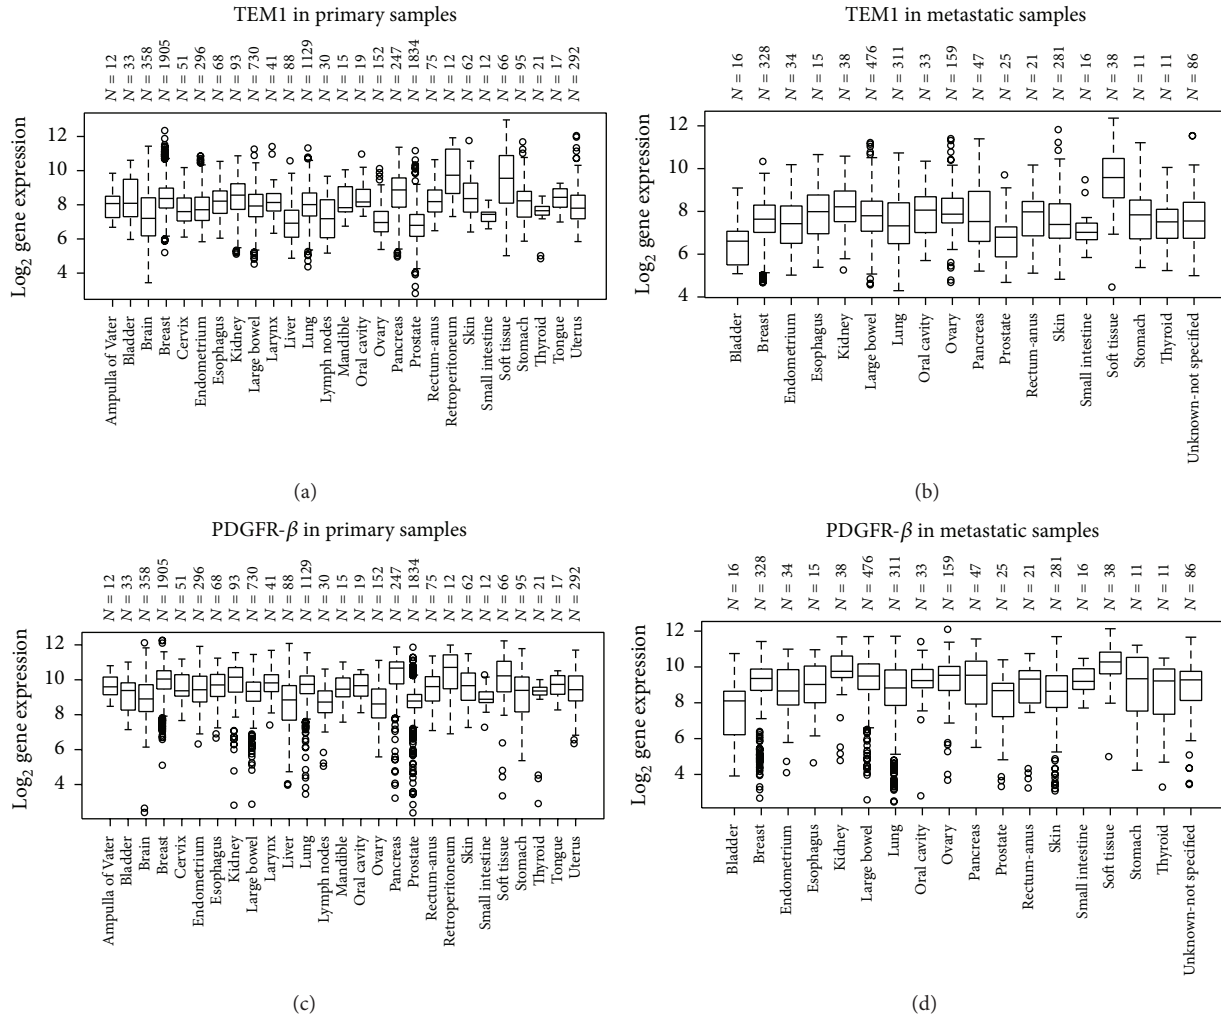 TEM1 in primary samples
(a)
N = 12
N = 33
N = 358
N = 1905
N = 51
N = 296
N = 68
N = 93
N = 730
N = 41
N = 88
N = 1129
N = 30
N = 15
N = 19
N = 152
N = 247
N = 1834
N = 75
N = 12
N = 62
N = 12
N = 66
N = 95
N = 21
N = 17
N = 292
Log₂ gene expression
12
10
8
6
4
Ampulla of Vater
Bladder
Brain
Breast
Cervix
Endometrium
Esophagus
Kidney
Large bowel
Larynx
Liver
Lung
Lymph nodes
Mandible
Oral cavity
Ovary
Pancreas
Prostate
Rectum-anus
Retroperitoneum
Skin
Small intestine
Soft tissue
Stomach
Thyroid
Tongue
Uterus
(a)
TEM1 in metastatic samples
(b)
N = 16
N = 328
N = 34
N = 15
N = 38
N = 476
N = 311
N = 33
N = 159
N = 47
N = 25
N = 21
N = 281
N = 16
N = 38
N = 11
N = 11
N = 86
Log₂ gene expression
12
10
8
6
4
Bladder
Breast
Endometrium
Esophagus
Kidney
Large bowel
Lung
Oral cavity
Ovary
Pancreas
Prostate
Rectum-anus
Skin
Small intestine
Soft tissue
Stomach
Thyroid
Unknown-not specified
(b)
PDGFR-β in primary samples
N = 12
N = 33
N = 358
N = 1905
N = 51
N = 296
N = 68
N = 93
N = 730
N = 41
N = 88
N = 1129
N = 30
N = 15
N = 19
N = 152
N = 247
N = 1834
N = 75
N = 12
N = 62
N = 12
N = 66
N = 95
N = 21
N = 17
N = 292
Log₂ gene expression
12
10
8
6
4
Ampulla of Vater
Bladder
Brain
Breast
Cervix
Endometrium
Esophagus
Kidney
Large bowel
Larynx
Liver
Lung
Lymph nodes
Mandible
Oral cavity
Ovary
Pancreas
Prostate
Rectum-anus
Retroperitoneum
Skin
Small intestine
Soft tissue
Stomach
Thyroid
Tongue
Uterus
(c)
PDGFR-β in metastatic samples
N = 16
N = 328
N = 34
N = 15
N = 38
N = 476
N = 311
N = 33
N = 159
N = 47
N = 25
N = 21
N = 281
N = 16
N = 38
N = 11
N = 11
N = 86
Log₂ gene expression
12
10
8
6
4
Bladder
Breast
Endometrium
Esophagus
Kidney
Large bowel
Lung
Oral cavity
Ovary
Pancreas
Prostate
Rectum-anus
Skin
Small intestine
Soft tissue
Stomach
Thyroid
Unknown-not specified
(d)